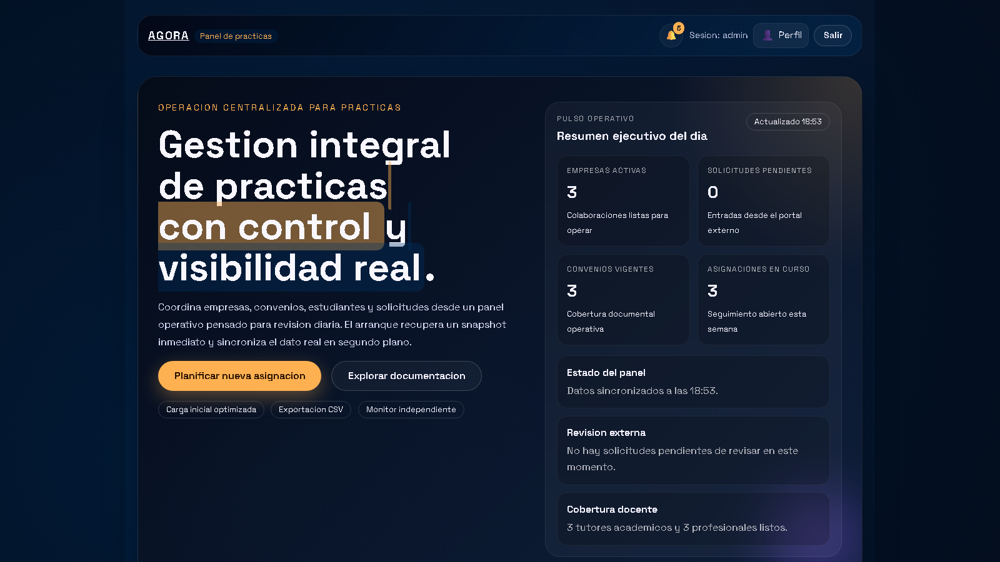 AGORA
Panel de practicas
5
Sesion: admin
Perfil
Salir
OPERACION CENTRALIZADA PARA PRACTICAS
Gestion integral
de practicas
con control y
visibilidad real.
Coordina empresas, convenios, estudiantes y solicitudes desde un panel
operativo pensado para revision diaria. El arranque recupera un snapshot
inmediato y sincroniza el dato real en segundo plano.
Planificar nueva asignacion
Explorar documentacion
Carga inicial optimizada
Exportacion CSV
Monitor independiente
PULSO OPERATIVO
Resumen ejecutivo del dia
Actualizado 18:53
EMPRESAS ACTIVAS
3
Colaboraciones listas para
operar
SOLICITUDES PENDIENTES
0
Entradas desde el portal
externo
CONVENIOS VIGENTES
3
Cobertura documental
operativa
ASIGNACIONES EN CURSO
3
Seguimiento abierto esta
semana
Estado del panel
Datos sincronizados a las 18:53.
Revision externa
No hay solicitudes pendientes de revisar en este
momento.
Cobertura docente
3 tutores academicos y 3 profesionales listos.